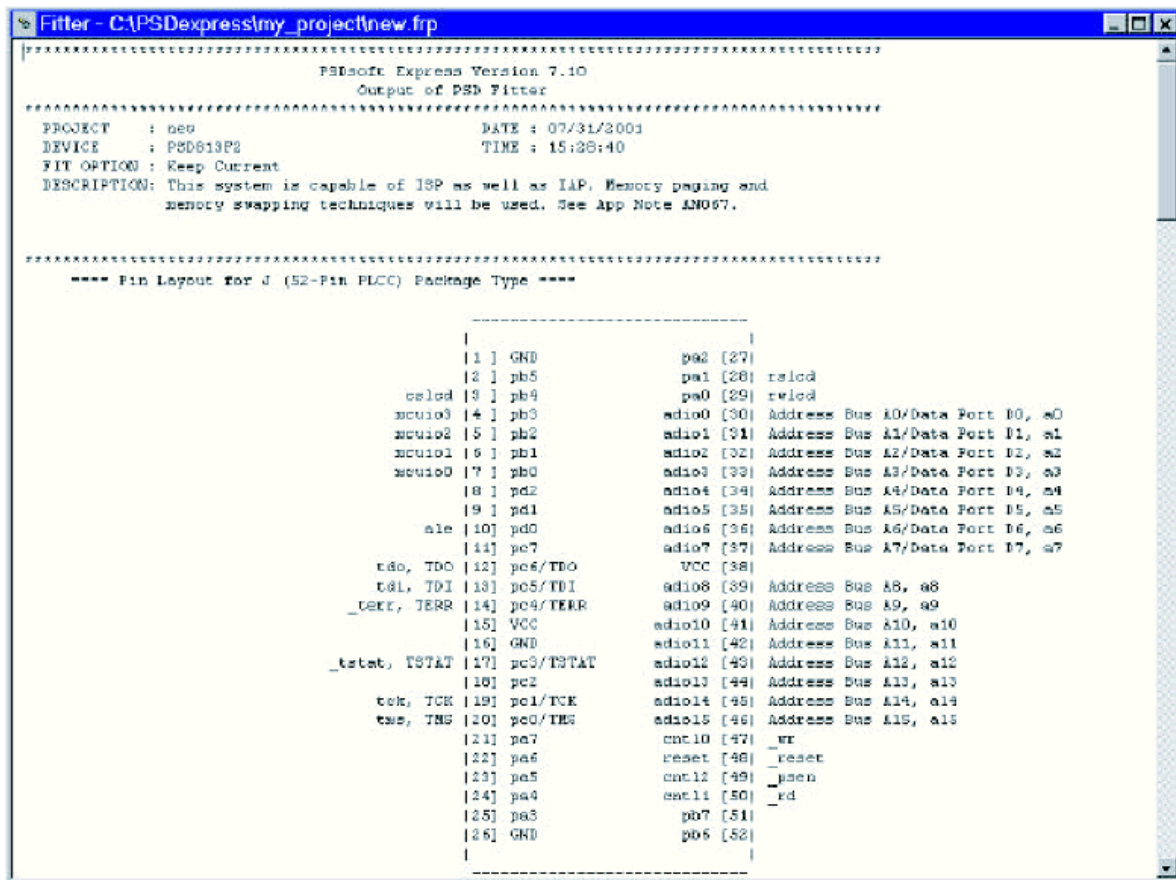 Fitter - C:\PSDexpress\my_project\new.frp
******************************************************************************************
PSDsoft Express Version 7.10
Output of PSD Fitter
******************************************************************************************
PROJECT : new DATE : 07/31/2001
DEVICE : PSD813F2 TIME : 15:28:40
FIT OPTION : Keep Current
DESCRIPTION: This system is capable of ISP as well as IAP. Memory paging and
memory swapping techniques will be used. See App Note AN067.
******************************************************************************************
==== Pin Layout for J (52-Pin PLCC) Package Type ====
------------------------------
| |
|1 ] GND pa2 [27|
|2 ] pb5 pa1 [28| rslcd
cslcd |3 ] pb4 pa0 [29| rwlcd
mcuio3 |4 ] pb3 adio0 [30| Address Bus A0/Data Port D0, a0
mcuio2 |5 ] pb2 adio1 [31| Address Bus A1/Data Port D1, a1
mcuio1 |6 ] pb1 adio2 [32| Address Bus A2/Data Port D2, a2
mcuio0 |7 ] pb0 adio3 [33| Address Bus A3/Data Port D3, a3
|8 ] pd2 adio4 [34| Address Bus A4/Data Port D4, a4
|9 ] pd1 adio5 [35| Address Bus A5/Data Port D5, a5
ale |10] pd0 adio6 [36| Address Bus A6/Data Port D6, a6
|11] pc7 adio7 [37| Address Bus A7/Data Port D7, a7
tdo, TDO |12] pc6/TDO VCC [38|
tdi, TDI |13] pc5/TDI adio8 [39| Address Bus A8, a8
_terr, TERR |14] pc4/TERR adio9 [40| Address Bus A9, a9
|15] VCC adio10 [41| Address Bus A10, a10
|16] GND adio11 [42| Address Bus A11, a11
_tstat, TSTAT |17] pc3/TSTAT adio12 [43| Address Bus A12, a12
|18] pc2 adio13 [44| Address Bus A13, a13
tck, TCK |19] pc1/TCK adio14 [45| Address Bus A14, a14
tms, TMS |20] pc0/TMS adio15 [46| Address Bus A15, a15
|21] pa7 cntl0 [47| _wr
|22] pa6 reset [48| _reset
|23] pa5 cntl2 [49| _psen
|24] pa4 cntl1 [50| _rd
|25] pa3 pb7 [51|
|26] GND pb6 [52|
| |
------------------------------